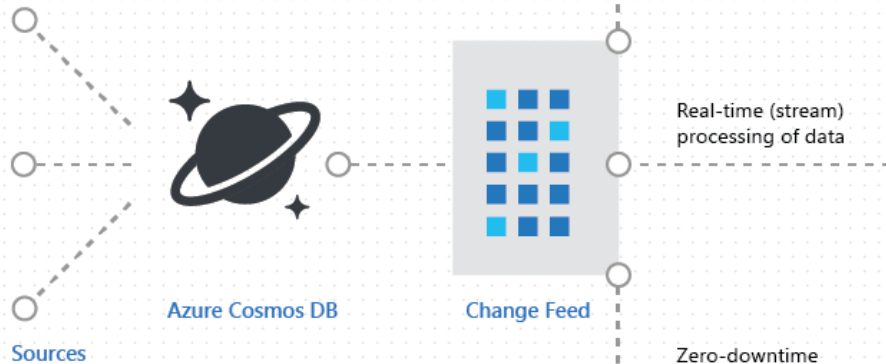 Real-time (stream)
processing of data
Azure Cosmos DB
Change Feed
Sources
Zero-downtime